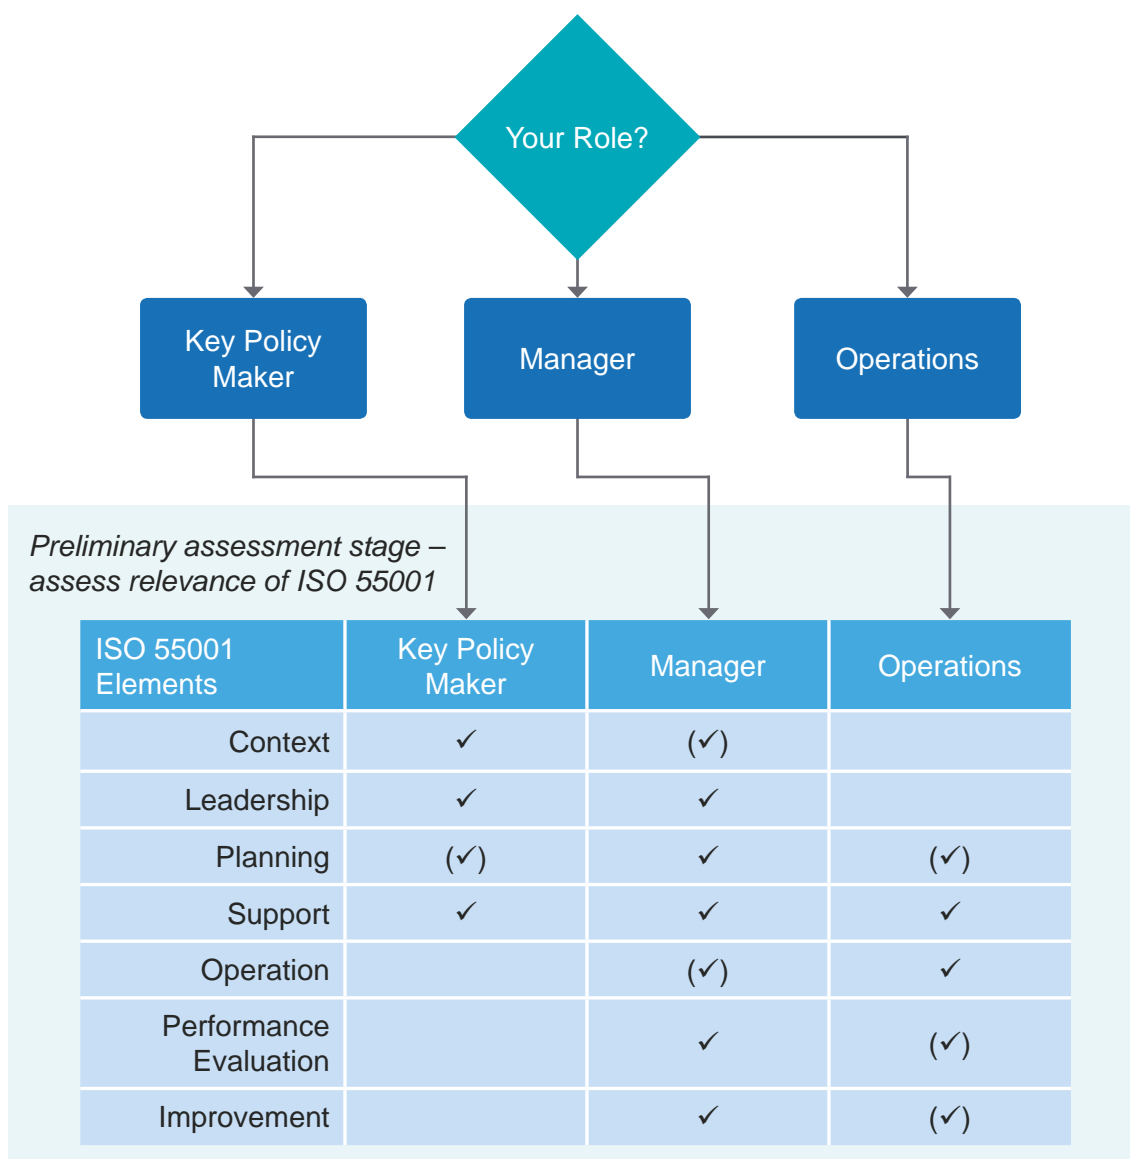 Your Role?
Key Policy
Maker
Manager
Operations
Preliminary assessment stage –
assess relevance of ISO 55001
ISO 55001
Elements
Key Policy
Maker
Manager
Operations
Context ✓ (✓)
Leadership ✓ ✓
Planning (✓) ✓ (✓)
Support ✓ ✓ ✓
Operation (✓) ✓
Performance
Evaluation ✓ (✓)
Improvement ✓ (✓)